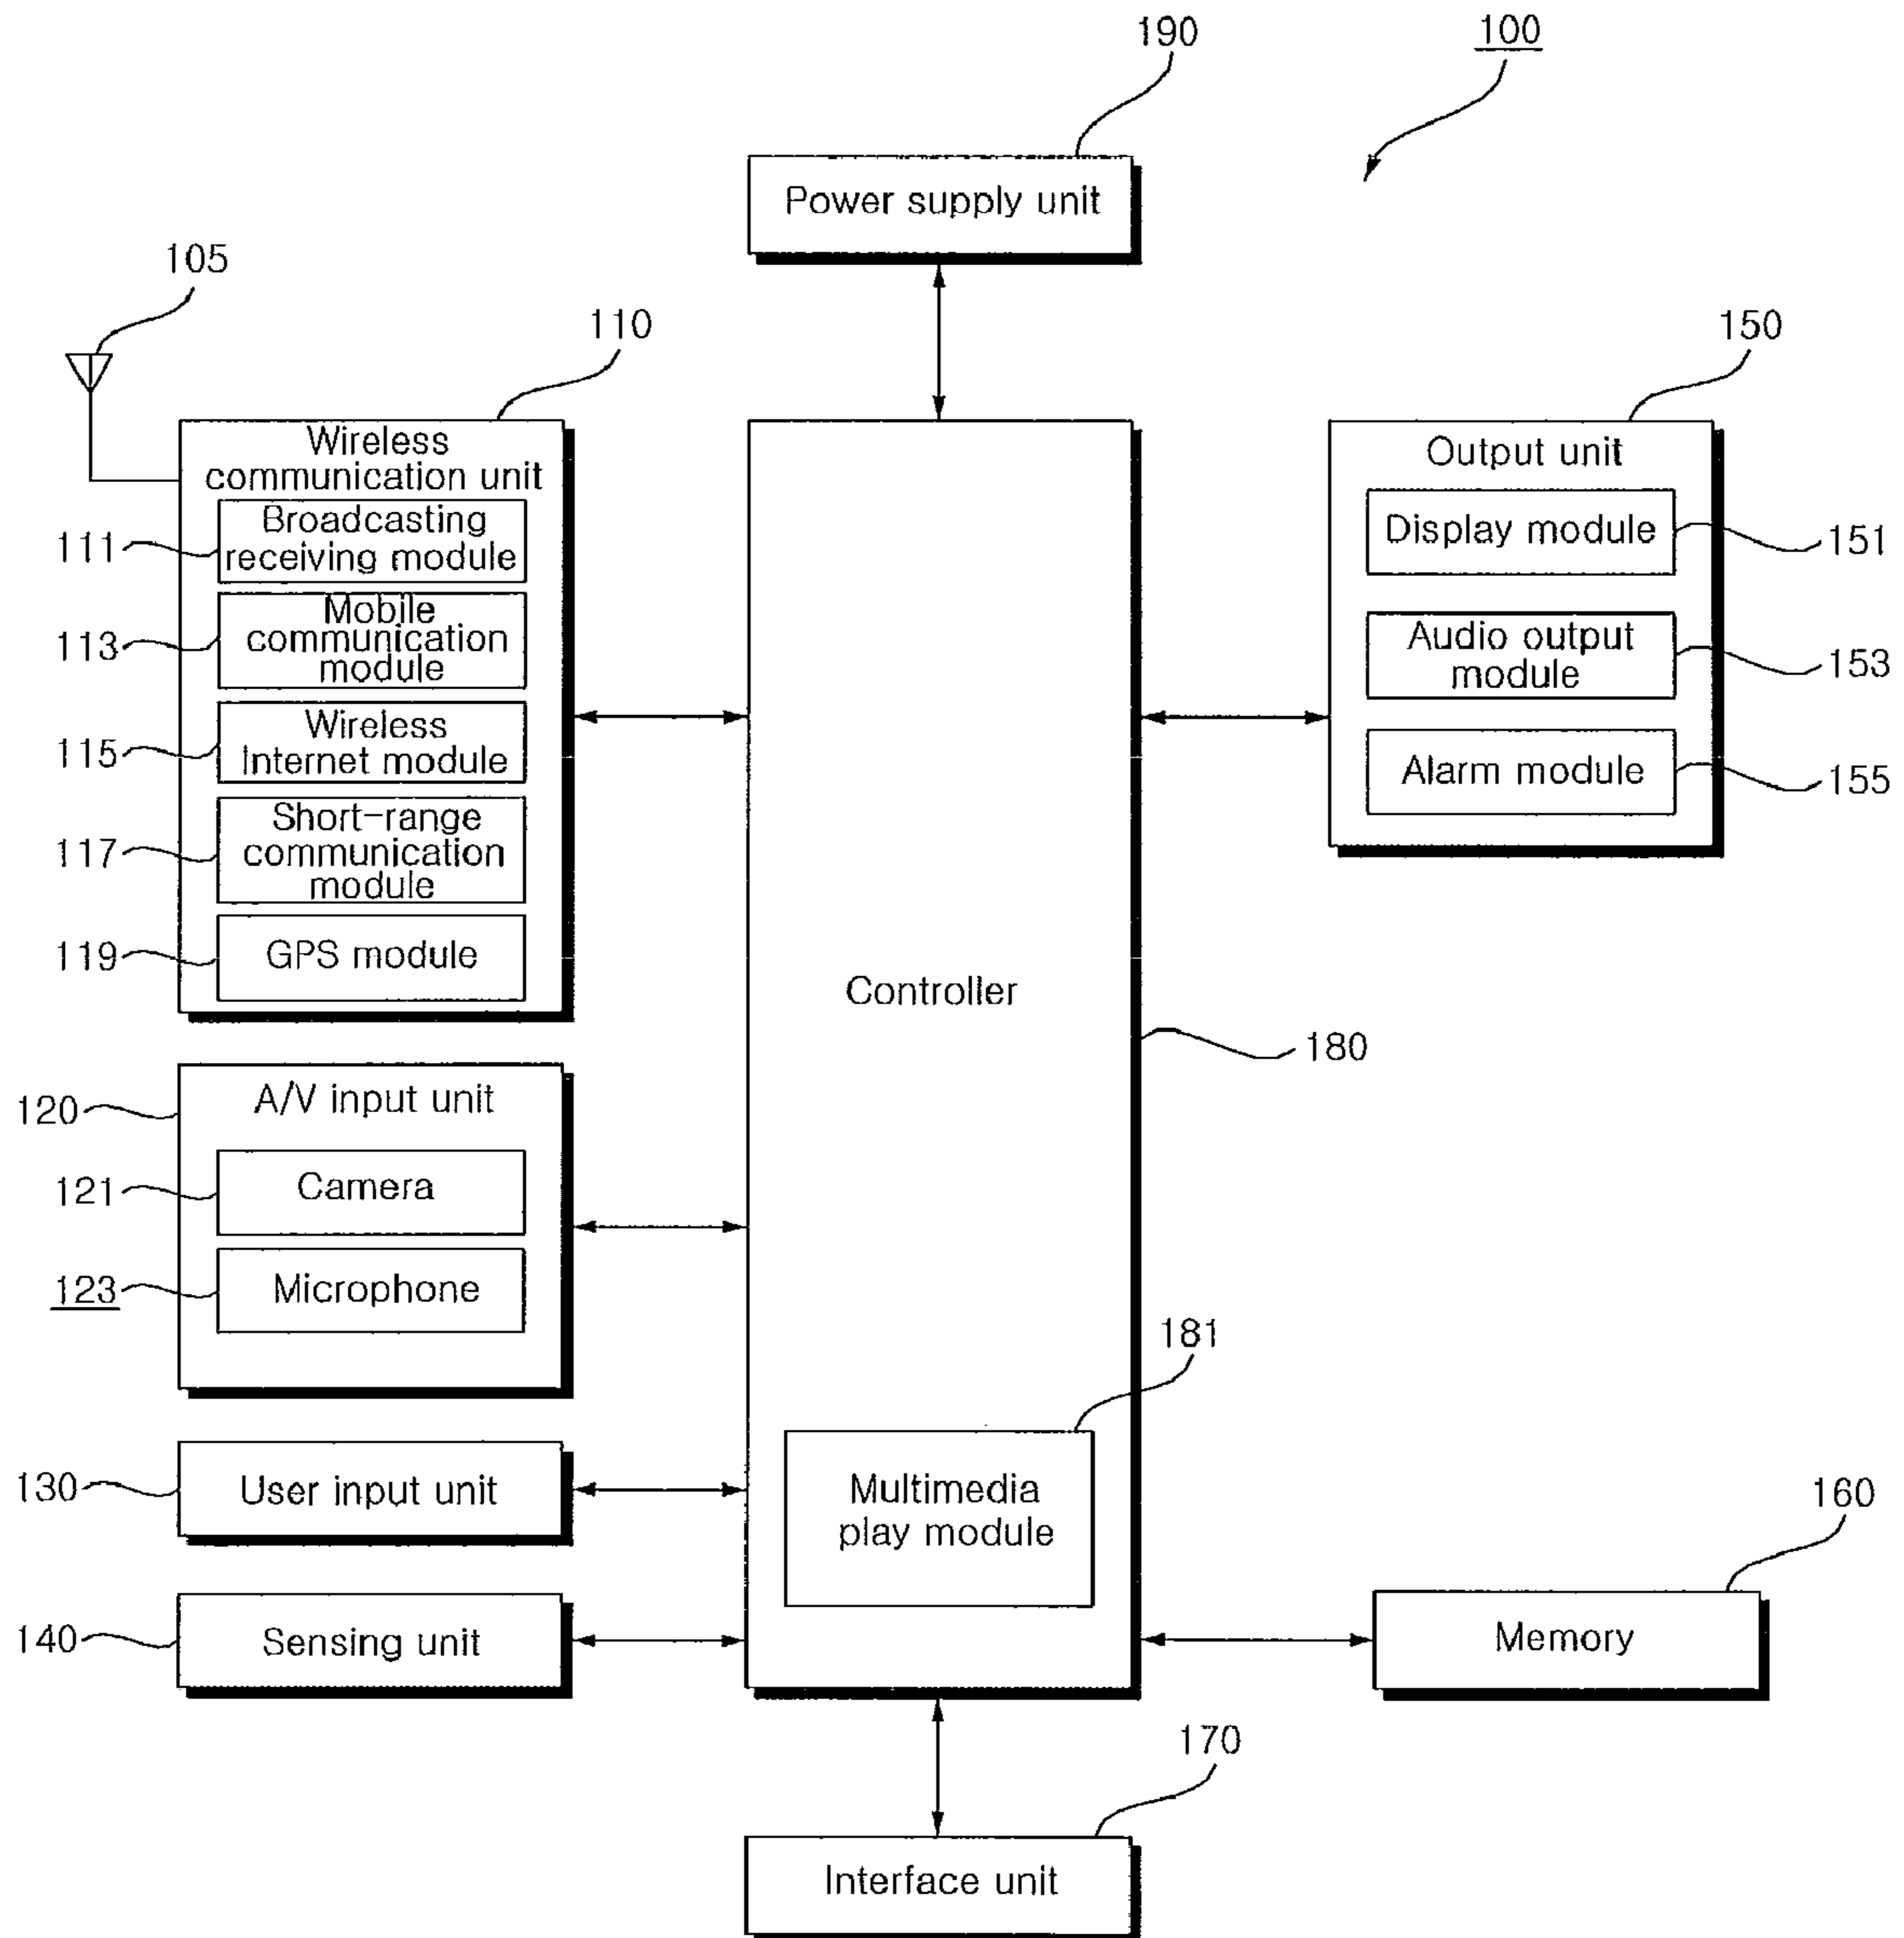 190
100
Power supply unit
105
110
150
Wireless
communication unit
Output unit
111
Broadcasting
receiving module
Display module
151
113
Mobile
communication
module
Audio output
module
153
115
Wireless
Internet module
Alarm module
155
117
Short-range
communication
module
119
GPS module
Controller
180
120
A/V input unit
121
Camera
123
Microphone
181
130
User input unit
Multimedia
play module
160
140
Sensing unit
Memory
170
Interface unit